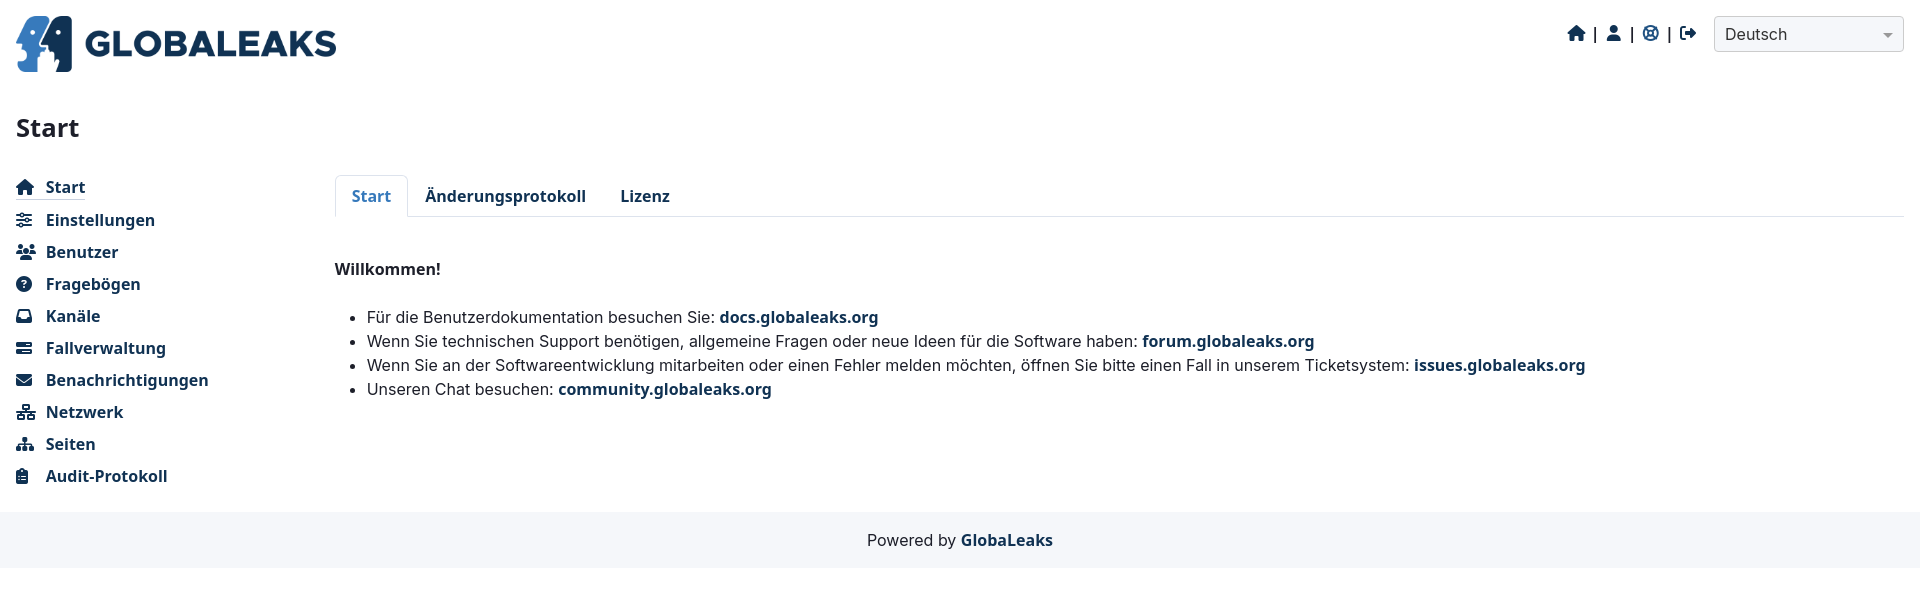 GLOBALEAKS
| | | Deutsch
Start
Start
Einstellungen
Benutzer
Fragebögen
Kanäle
Fallverwaltung
Benachrichtigungen
Netzwerk
Seiten
Audit-Protokoll
Start Änderungsprotokoll Lizenz
Willkommen!
Für die Benutzerdokumentation besuchen Sie: docs.globaleaks.org
Wenn Sie technischen Support benötigen, allgemeine Fragen oder neue Ideen für die Software haben: forum.globaleaks.org
Wenn Sie an der Softwareentwicklung mitarbeiten oder einen Fehler melden möchten, öffnen Sie bitte einen Fall in unserem Ticketsystem: issues.globaleaks.org
Unseren Chat besuchen: community.globaleaks.org
Powered by GlobaLeaks